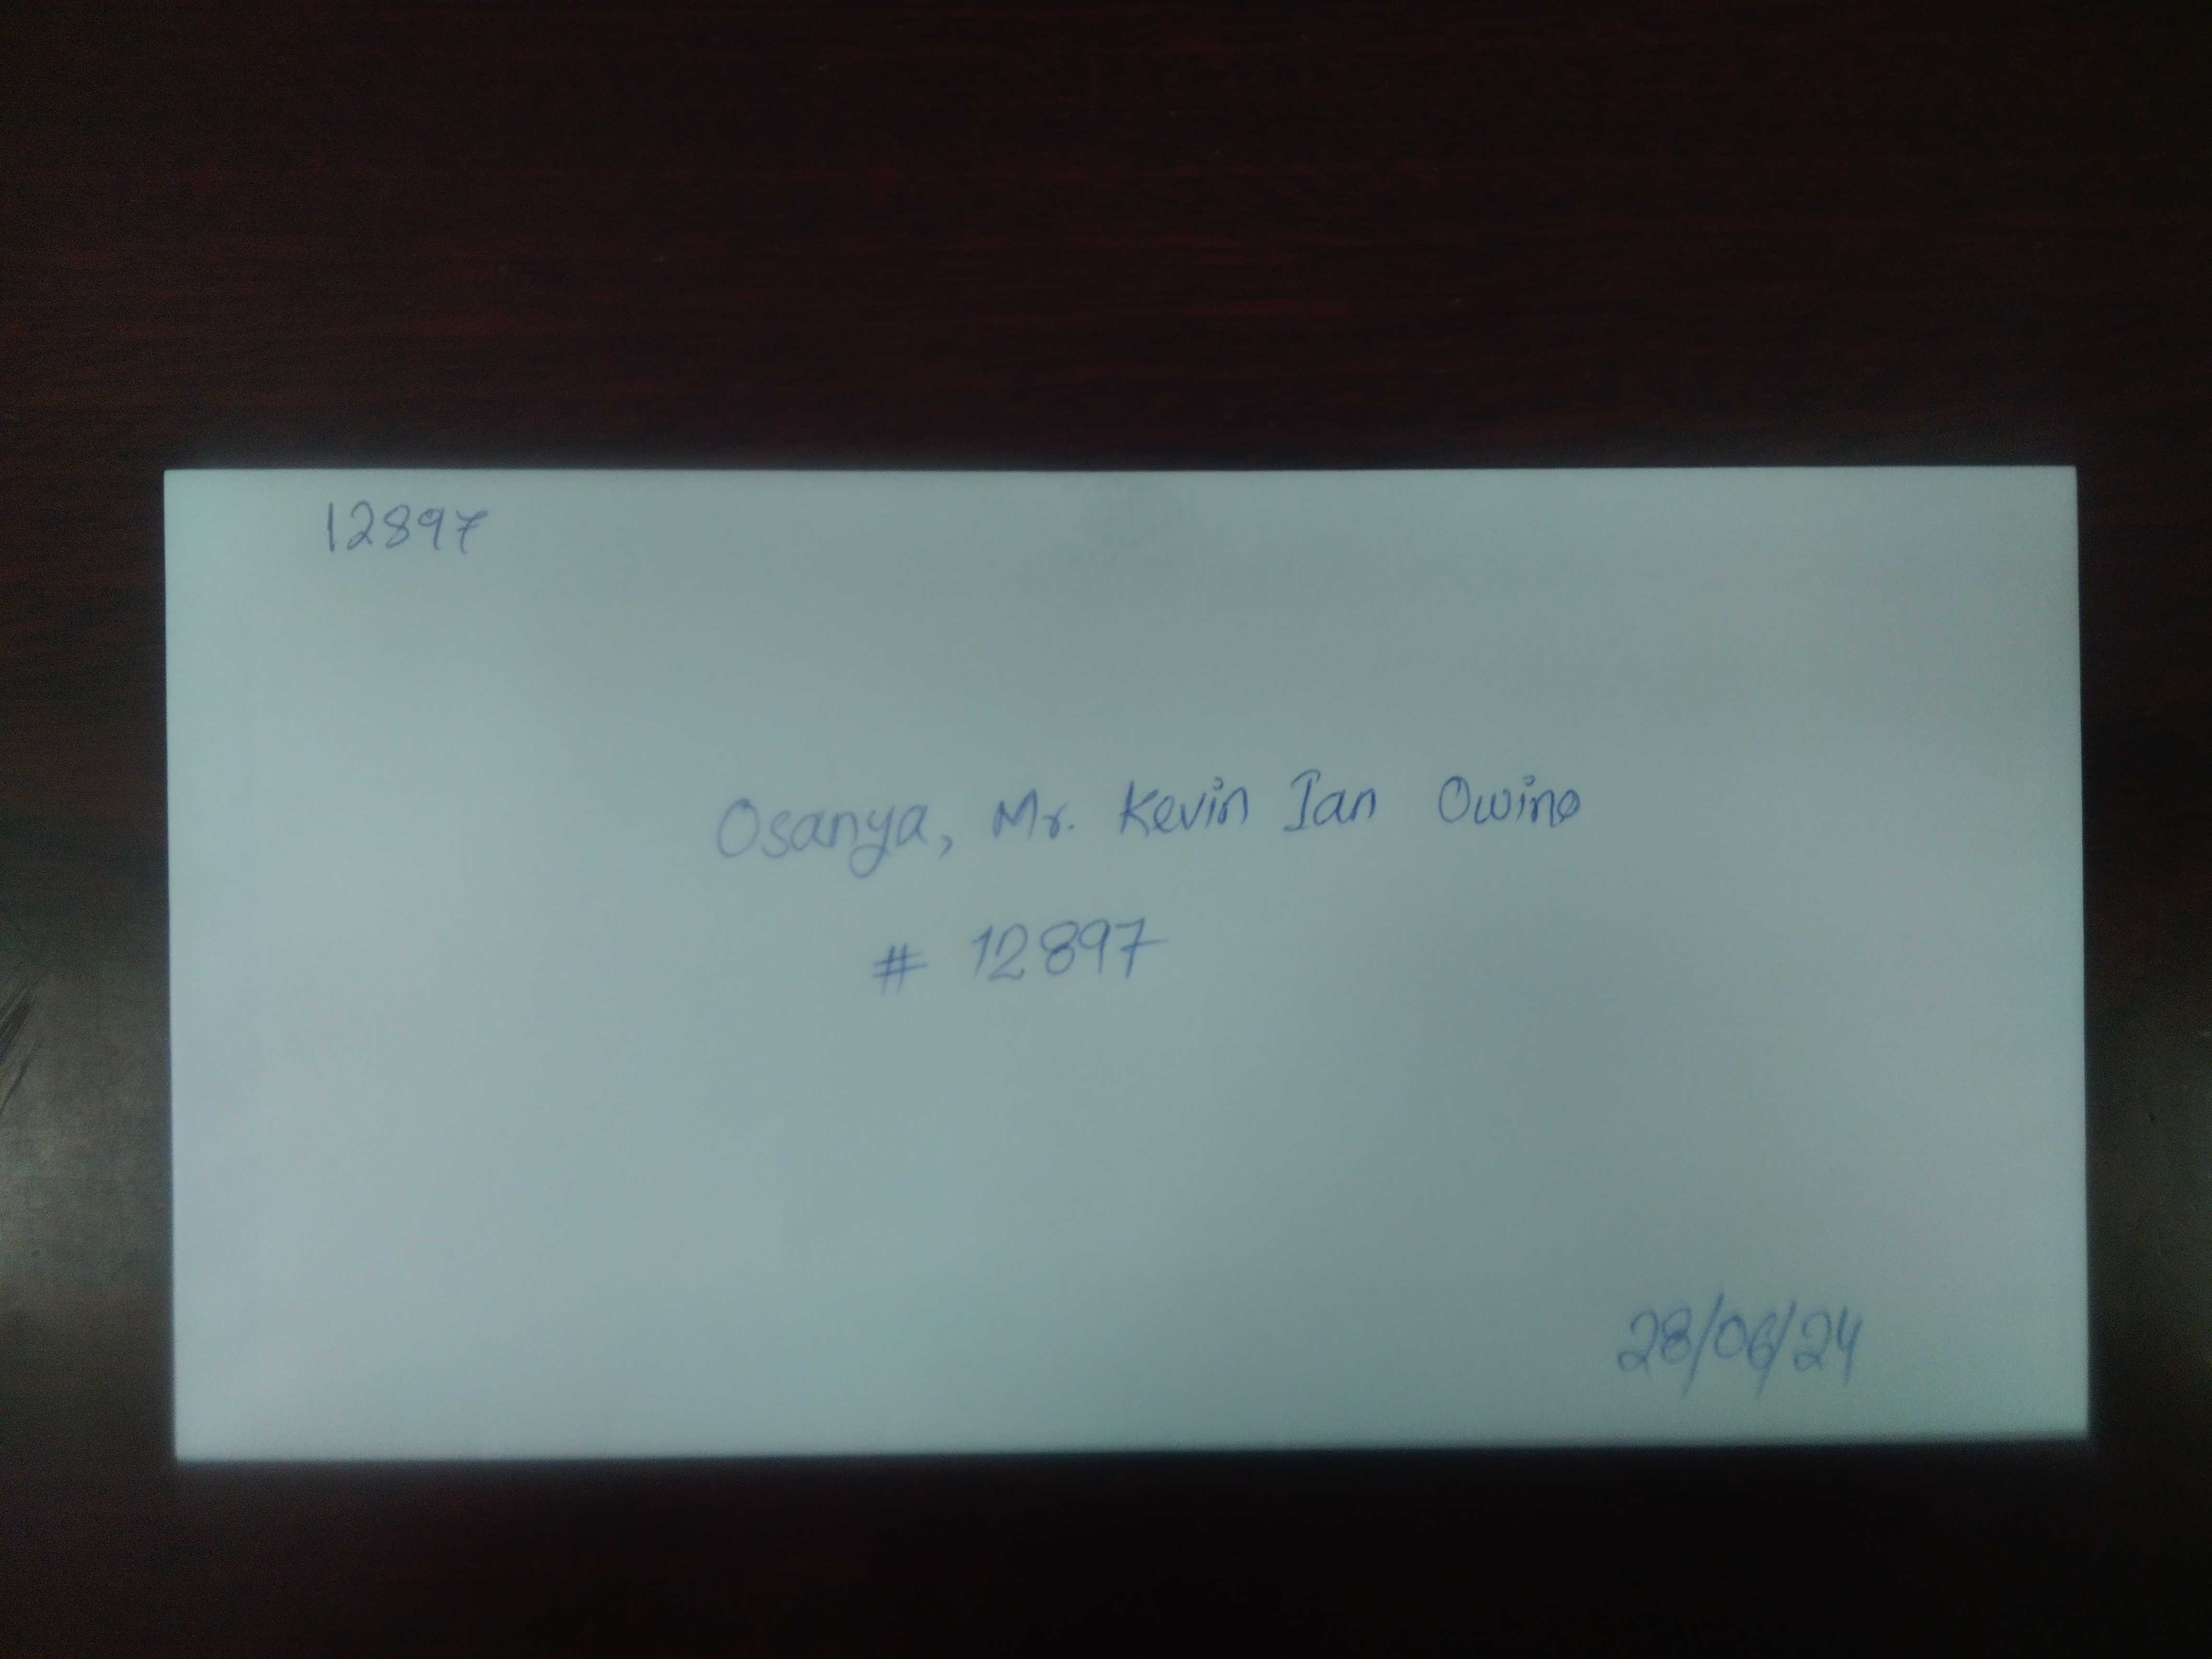 12897
Osanya, Mr. Kevin Ian Owino
# 12897
28/06/24